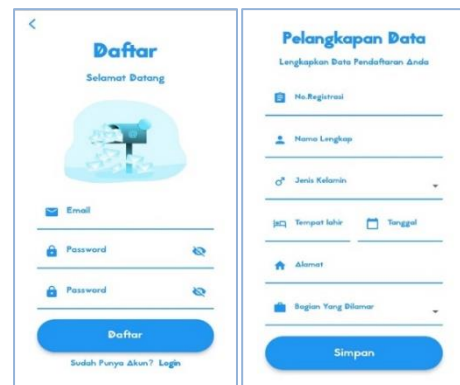 Daftar
Selamat Datang
Email
Password
Password
Daftar
Sudah Punya Akun? Login
Pelangkapan Data
Lengkapkan Data Pendaftaran Anda
No.Registrasi
Nama Lengkap
Jenis Kelamin
Tempat lahir
Tanggal
Alamat
Bagian Yang Dilamar
Simpan